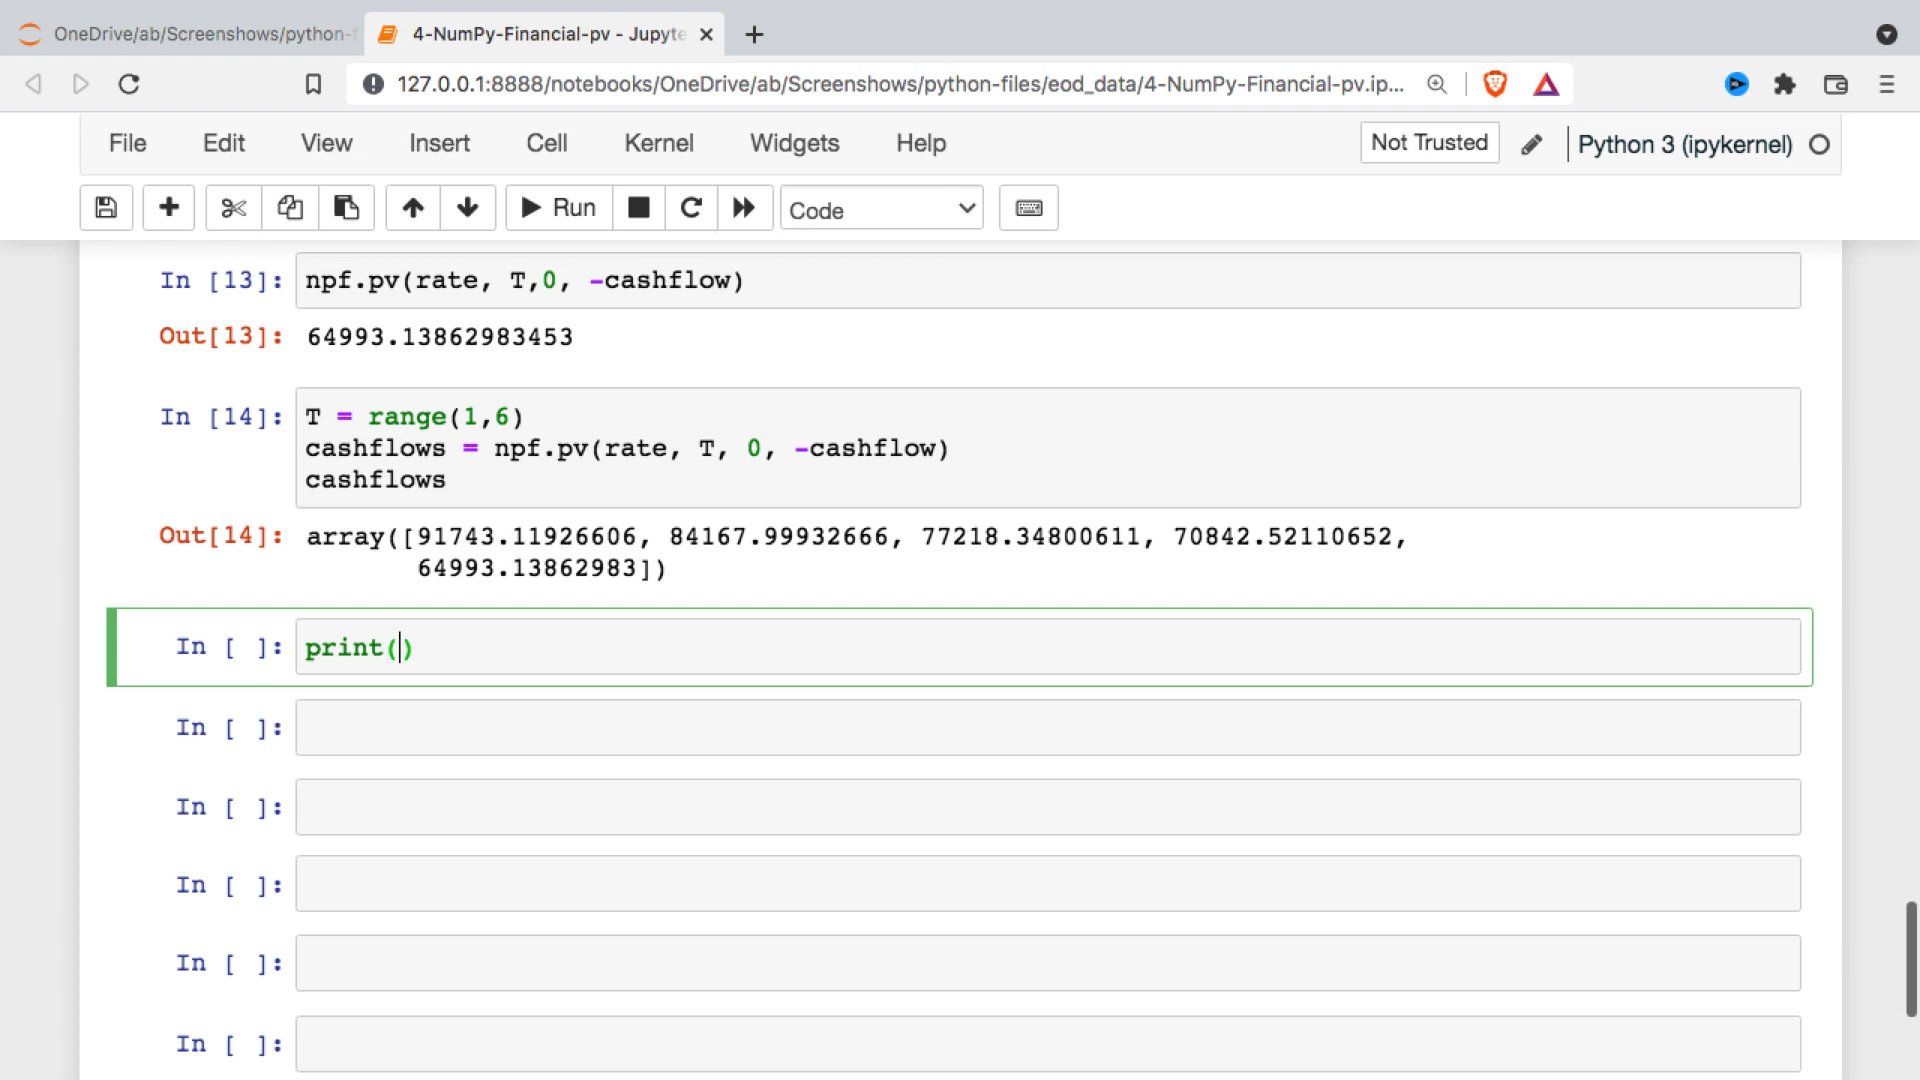 OneDrive/ab/Screenshows/python-f
4-NumPy-Financial-pv - Jupyte
127.0.0.1:8888/notebooks/OneDrive/ab/Screenshows/python-files/eod_data/4-NumPy-Financial-pv.ip...
File Edit View Insert Cell Kernel Widgets Help Not Trusted Python 3 (ipykernel)
Run Code
In [13]: npf.pv(rate, T,0, -cashflow)
Out[13]: 64993.13862983453
In [14]: T = range(1,6)
cashflows = npf.pv(rate, T, 0, -cashflow)
cashflows
Out[14]: array([91743.11926606, 84167.99932666, 77218.34800611, 70842.52110652,
64993.13862983])
In [ ]: print()
In [ ]:
In [ ]:
In [ ]:
In [ ]:
In [ ]: